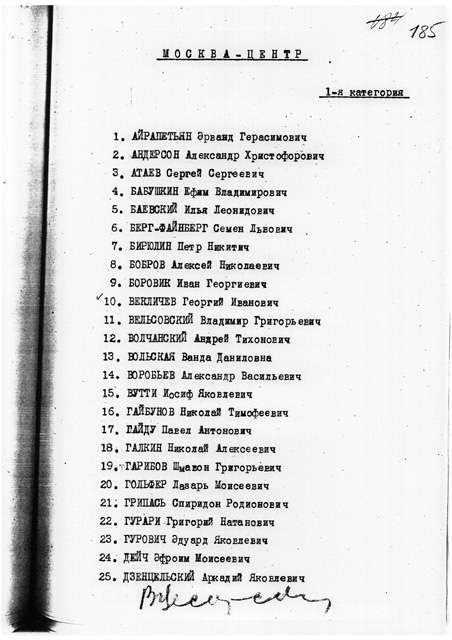 184 185
МОСКВА-ЦЕНТР
1-я категория
1. АЙРАПЕТЬЯН Эрванд Герасимович
2. АНДЕРСОН Александр Христофорович
3. АТАЕВ Сергей Сергеевич
4. БАБУШКИН Ефим Владимирович
5. БАЕВСКИЙ Илья Леонидович
6. БЕРГ-ФАЙНБЕРГ Семен Львович
7. БИРЮЛИН Петр Никитич
8. БОБРОВ Алексей Николаевич
9. БОРОВИК Иван Георгиевич
✓10. ВЕКЛИЧЕВ Георгий Иванович
11. ВЕЛЬСОВСКИЙ Владимир Григорьевич
12. ВОЛЧАНСКИЙ Андрей Тихонович
13. ВОЛЬСКАЯ Ванда Даниловна
14. ВОРОБЬЕВ Александр Васильевич
15. ВУТТИ Иосиф Яковлевич
16. ГАЙБУНОВ Николай Тимофеевич
17. ГАЙДУ Павел Антонович
18. ГАЛКИН Николай Алексеевич
19. ГАРИБОВ Шмавон Григорьевич
20. ГОЛЬФЕР Лазарь Моисеевич
21. ГРИПАСЬ Спиридон Родионович
22. ГУРАРИ Григорий Натанович
23. ГУРОВИЧ Эдуард Яковлевич
24. ДЕЙЧ Эфроим Моисеевич
25. ДЗЕНЦЕЛЬСКИЙ Аркадий Яковлевич